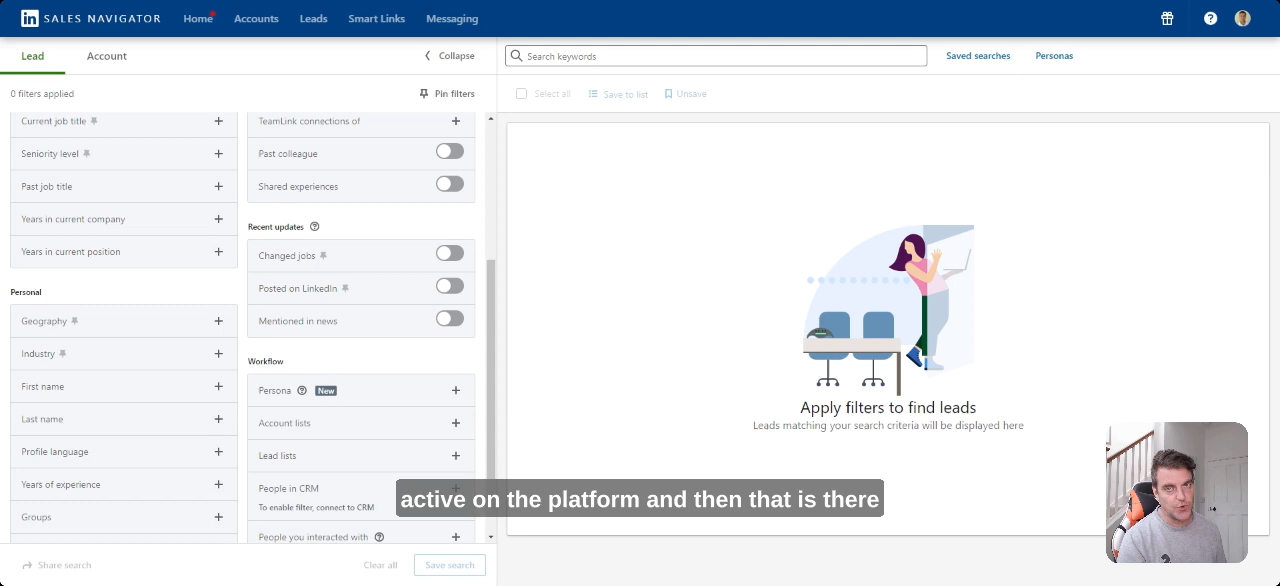 in SALES NAVIGATOR
Home
Accounts
Leads
Smart Links
Messaging
Lead
Account
Collapse
Search keywords
Saved searches
Personas
0 filters applied
Pin filters
Select all
Save to list
Unsave
Current job title
Seniority level
Past job title
Years in current company
Years in current position
Personal
Geography
Industry
First name
Last name
Profile language
Years of experience
Groups
TeamLink connections of
Past colleague
Shared experiences
Recent updates
Changed jobs
Posted on LinkedIn
Mentioned in news
Workflow
Persona New
Account lists
Lead lists
People in CRM
To enable filter, connect to CRM
People you interacted with
Share search
Clear all
Save search
Apply filters to find leads
Leads matching your search criteria will be displayed here
active on the platform and then that is there